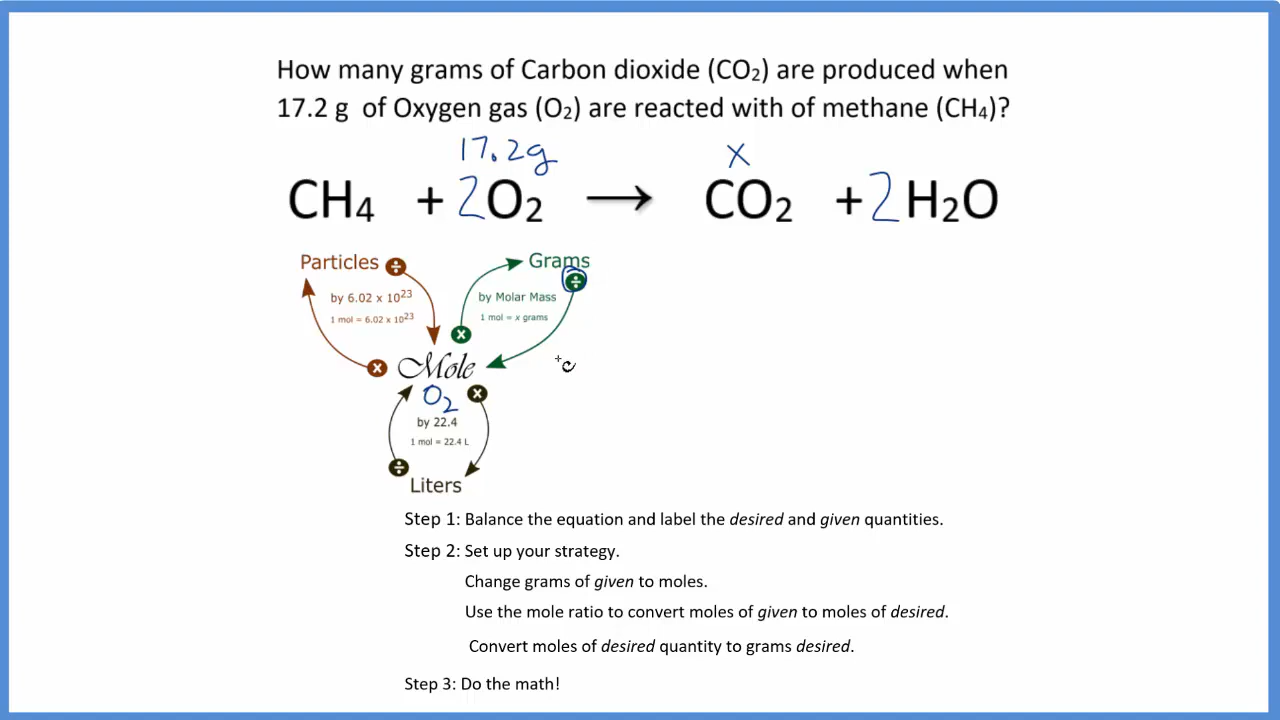 How many grams of Carbon dioxide (CO₂) are produced when
17.2 g of Oxygen gas (O₂) are reacted with of methane (CH₄)?
17.2g x
CH₄ + 2O₂ → CO₂ + 2H₂O
Particles ÷ Grams ÷
by 6.02 x 10²³ by Molar Mass
1 mol = 6.02 x 10²³ 1 mol = x grams
x
x Mole
O₂ x
by 22.4
1 mol = 22.4 L
÷
Liters
Step 1: Balance the equation and label the desired and given quantities.
Step 2: Set up your strategy.
Change grams of given to moles.
Use the mole ratio to convert moles of given to moles of desired.
Convert moles of desired quantity to grams desired.
Step 3: Do the math!